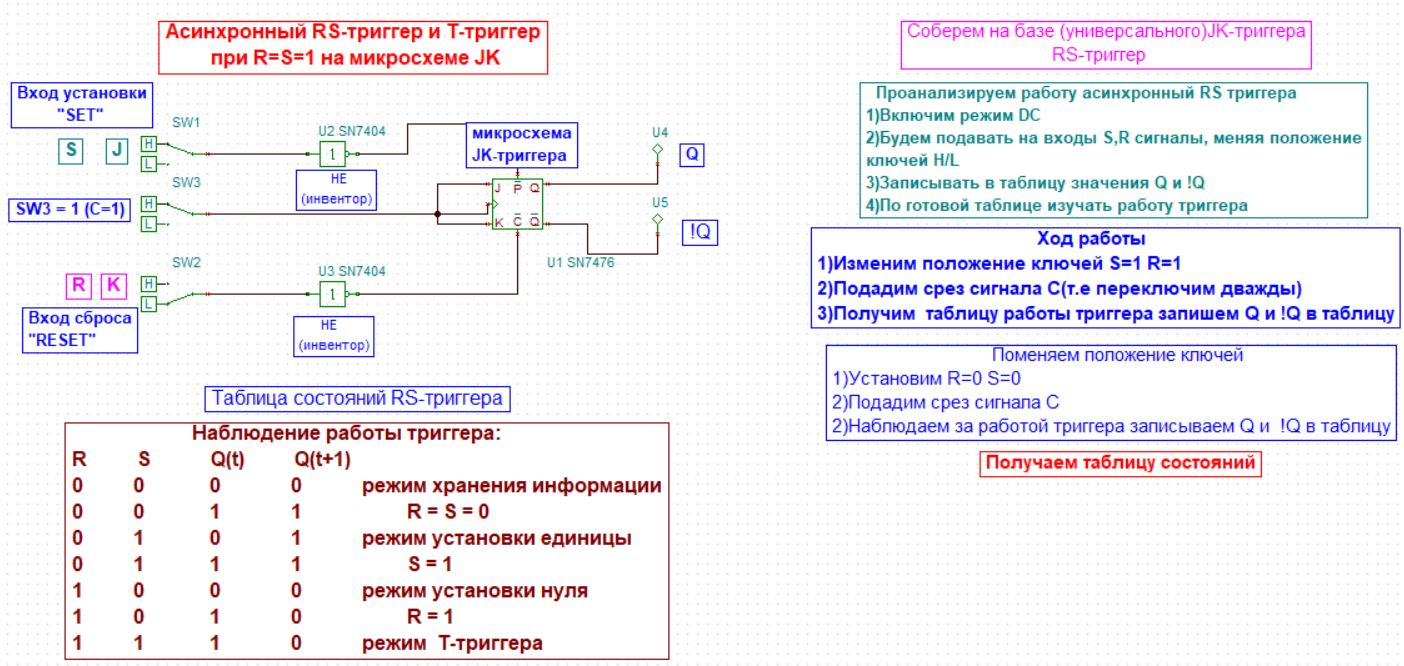 Асинхронный RS-триггер и T-триггер
при R=S=1 на микросхеме JK
Вход установки
"SET"
S J
H
L
SW1
U2 SN7404
1
НЕ
(инвентор)
микросхема
JK-триггера
U4
Q
SW3 = 1 (C=1)
H
L
SW3
J P Q
K C Q
U1 SN7476
U5
!Q
R K
H
L
SW2
U3 SN7404
1
НЕ
(инвентор)
Вход сброса
"RESET"
Таблица состояний RS-триггера
Наблюдение работы триггера:
R S Q(t) Q(t+1)
0 0 0 0 режим хранения информации
0 0 1 1 R = S = 0
0 1 0 1 режим установки единицы
0 1 1 1 S = 1
1 0 0 0 режим установки нуля
1 0 1 0 R = 1
1 1 1 0 режим T-триггера
Соберем на базе (универсального)JK-триггера
RS-триггер
Проанализируем работу асинхронный RS триггера
1)Включим режим DC
2)Будем подавать на входы S,R сигналы, меняя положение
ключей H/L
3)Записывать в таблицу значения Q и !Q
4)По готовой таблице изучать работу триггера
Ход работы
1)Изменим положение ключей S=1 R=1
2)Подадим срез сигнала C(т.е переключим дважды)
3)Получим таблицу работы триггера запишем Q и !Q в таблицу
Поменяем положение ключей
1)Установим R=0 S=0
2)Подадим срез сигнала C
2)Наблюдаем за работой триггера записываем Q и !Q в таблицу
Получаем таблицу состояний